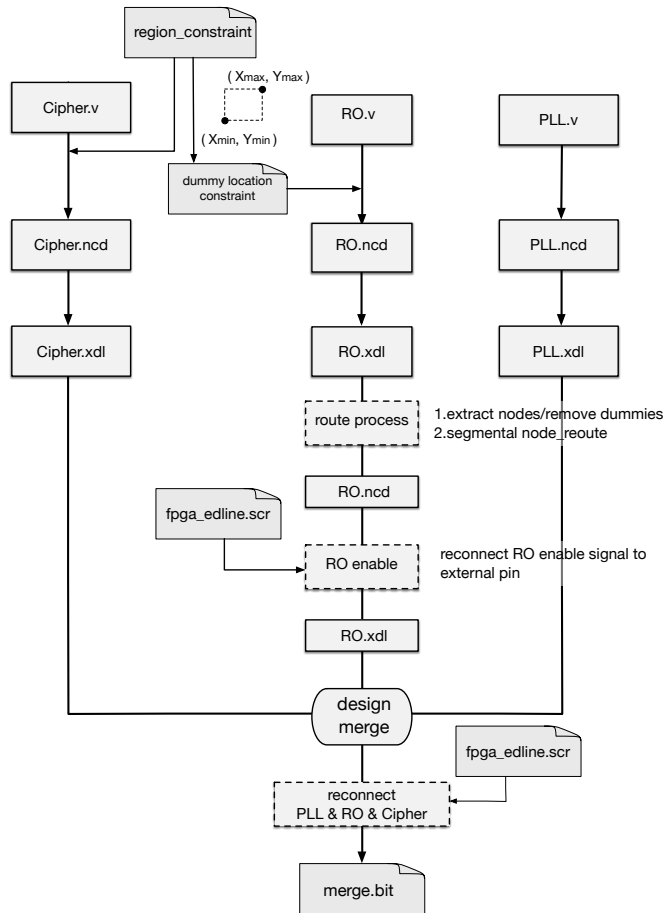 region_constraint
(Xmax, Ymax)
Cipher.v
RO.v
PLL.v
(Xmin, Ymin)
dummy location
constraint
Cipher.ncd
RO.ncd
PLL.ncd
Cipher.xdl
RO.xdl
PLL.xdl
route process
1.extract nodes/remove dummies
2.segmental node_reoute
RO.ncd
fpga_edline.scr
RO enable
reconnect RO enable signal to
external pin
RO.xdl
design
merge
fpga_edline.scr
reconnect
PLL & RO & Cipher
merge.bit